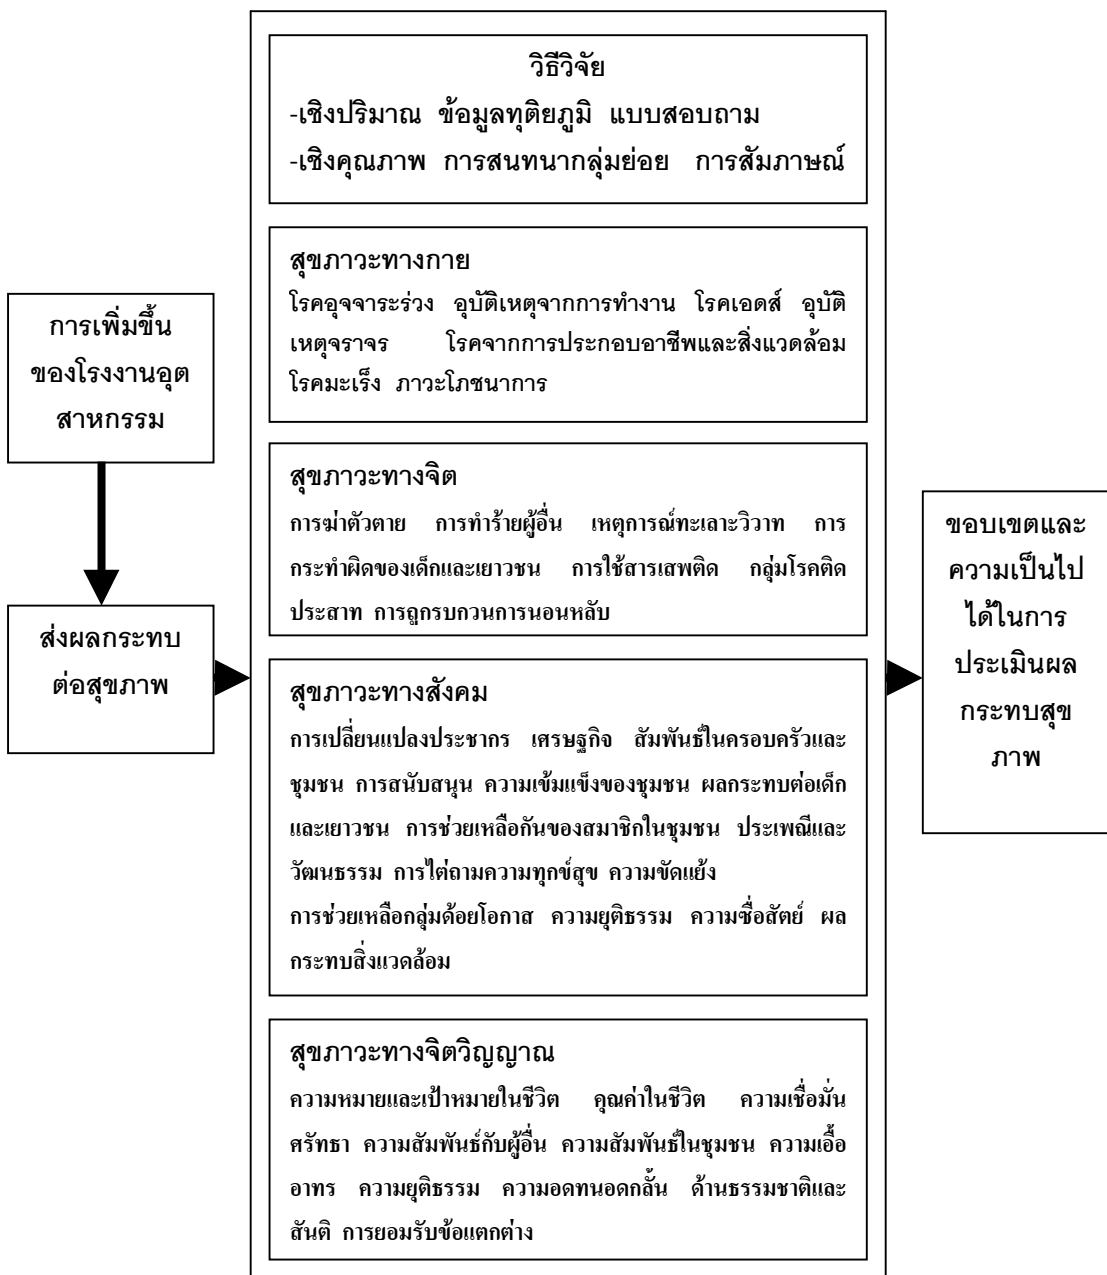 วิธีวิจัย
-เชิงปริมาณ ข้อมูลทุติยภูมิ แบบสอบถาม
-เชิงคุณภาพ การสนทนากลุ่มย่อย การสัมภาษณ์
การเพิ่มขึ้น
ของโรงงานอุต
สาหกรรม
ส่งผลกระทบ
ต่อสุขภาพ
สุขภาวะทางกาย
โรคอุจจาระร่วง อุบัติเหตุจากการทำงาน โรคเอดส์ อุบัติ
เหตุจราจร โรคจากการประกอบอาชีพและสิ่งแวดล้อม
โรคมะเร็ง ภาวะโภชนาการ
สุขภาวะทางจิต
การฆ่าตัวตาย การทำร้ายผู้อื่น เหตุการณ์ทะเลาะวิวาท การ
กระทำผิดของเด็กและเยาวชน การใช้สารเสพติด กลุ่มโรคติด
ประสาท การถูกรบกวนการนอนหลับ
สุขภาวะทางสังคม
การเปลี่ยนแปลงประชากร เศรษฐกิจ สัมพันธ์ในครอบครัวและ
ชุมชน การสนับสนุน ความเข้มแข็งของชุมชน ผลกระทบต่อเด็ก
และเยาวชน การช่วยเหลือกันของสมาชิกในชุมชน ประเพณีและ
วัฒนธรรม การไต่ถามความทุกข์สุข ความขัดแย้ง
การช่วยเหลือกลุ่มด้อยโอกาส ความยุติธรรม ความซื่อสัตย์ ผล
กระทบสิ่งแวดล้อม
สุขภาวะทางจิตวิญญาณ
ความหมายและเป้าหมายในชีวิต คุณค่าในชีวิต ความเชื่อมั่น
ศรัทธา ความสัมพันธ์กับผู้อื่น ความสัมพันธ์ในชุมชน ความเอื้อ
อาทร ความยุติธรรม ความอดทนอดกลั้น ด้านธรรมชาติและ
สันติ การยอมรับข้อแตกต่าง
ขอบเขตและ
ความเป็นไป
ได้ในการ
ประเมินผล
กระทบสุข
ภาพ